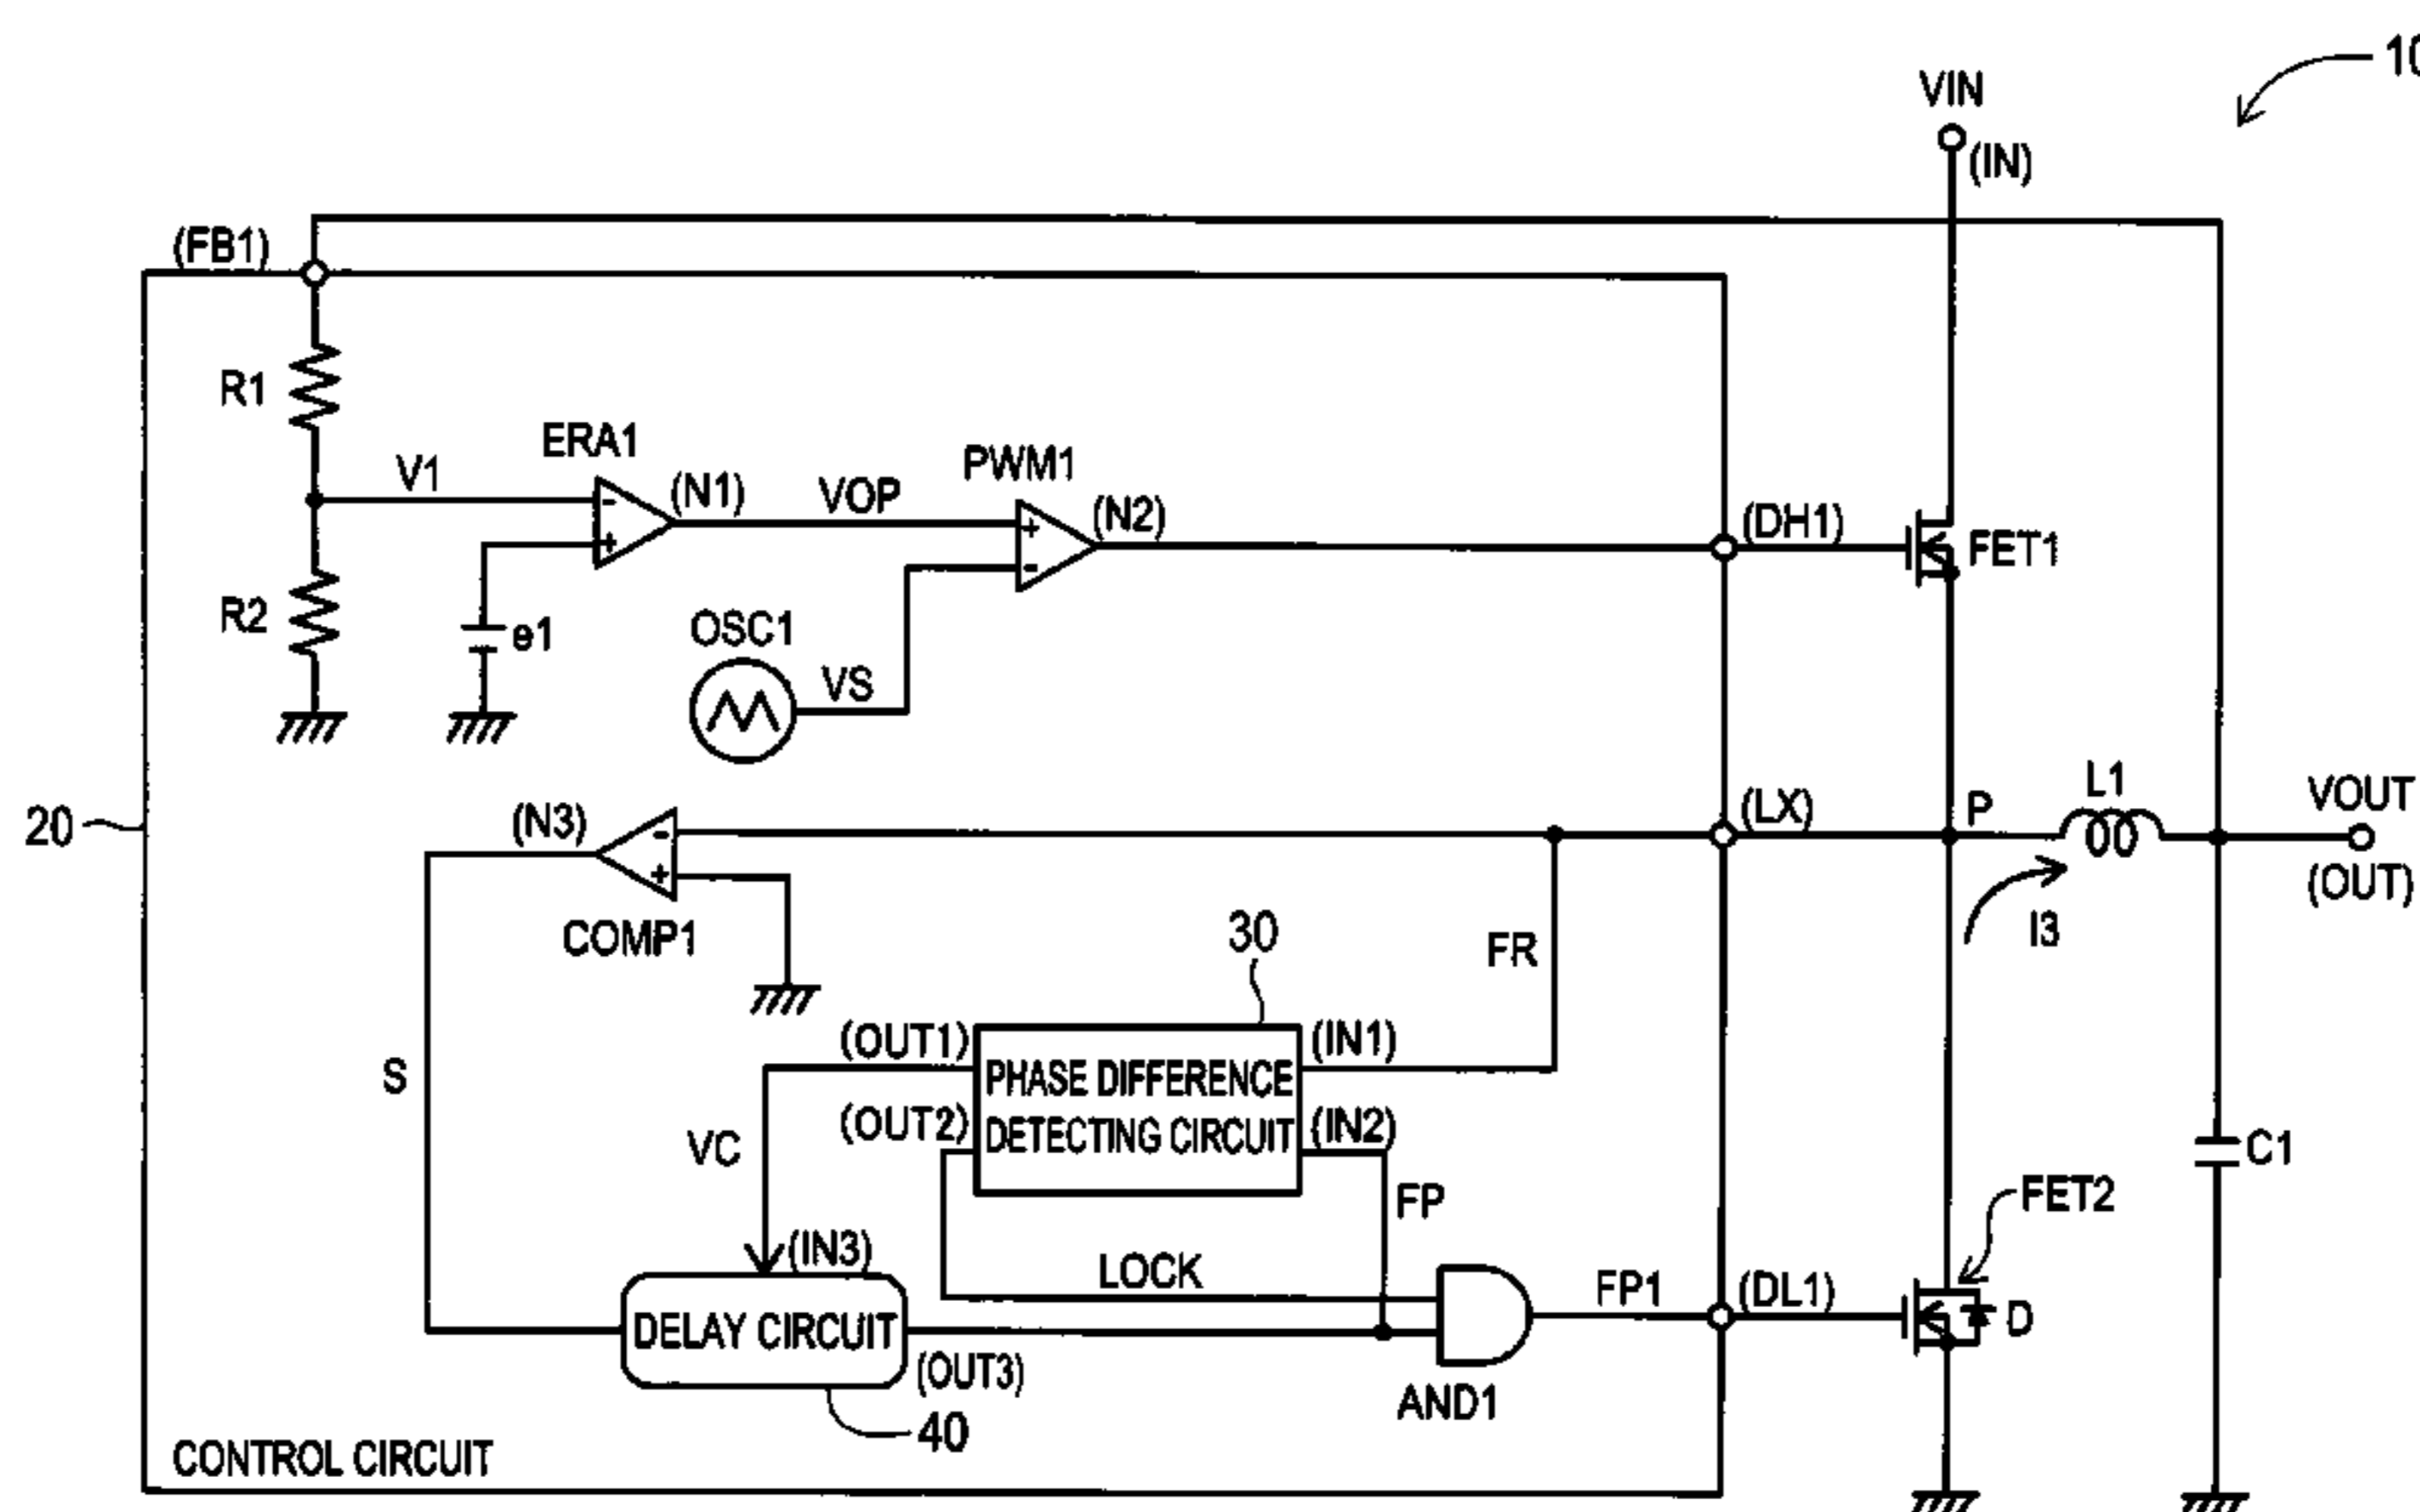 10
VIN
(IN)
(FB1)
R1
V1
ERA1
(N1)
VOP
PWM1
(N2)
(DH1)
FET1
R2
e1
OSC1
VS
20
(N3)
-
+
COMP1
(LX)
P
L1
VOUT
(OUT)
I3
30
FR
S
(OUT1)
(OUT2)
PHASE DIFFERENCE
DETECTING CIRCUIT
(IN1)
(IN2)
VC
FP
C1
FET2
(IN3)
LOCK
FP1
(DL1)
D
DELAY CIRCUIT
(OUT3)
AND1
40
CONTROL CIRCUIT